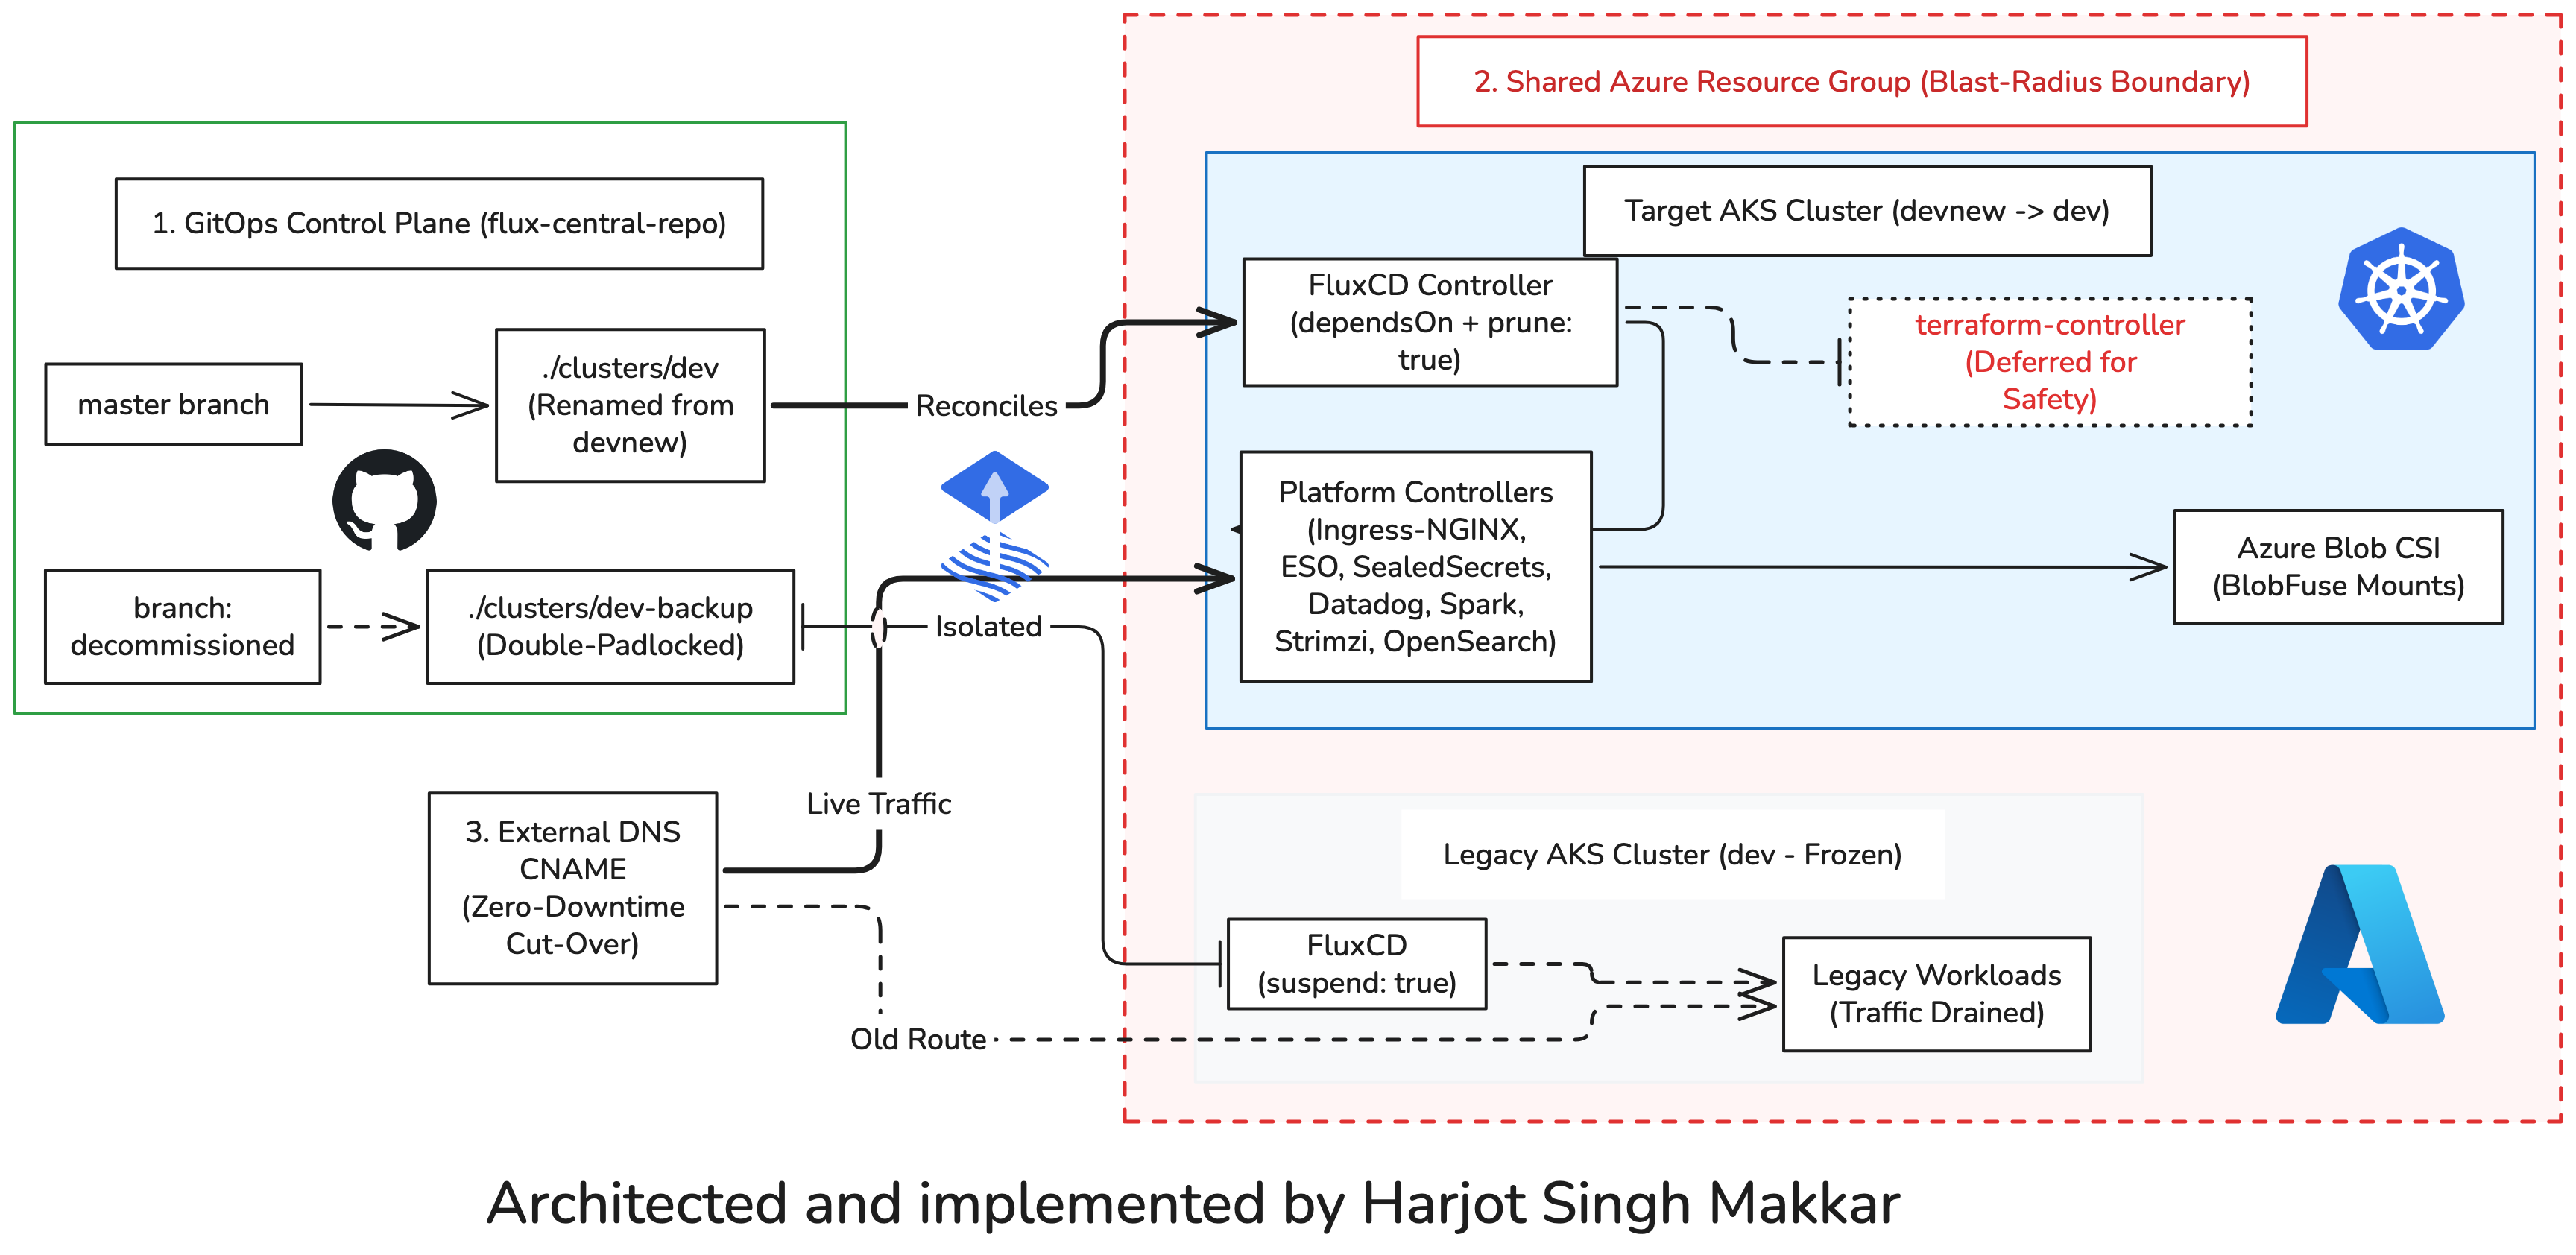 2. Shared Azure Resource Group (Blast-Radius Boundary)
1. GitOps Control Plane (flux-central-repo)
master branch
./clusters/dev
(Renamed from
devnew)
branch:
decommissioned
./clusters/dev-backup
(Double-Padlocked)
Reconciles
Isolated
Live Traffic
Old Route
3. External DNS
CNAME
(Zero-Downtime
Cut-Over)
Target AKS Cluster (devnew -> dev)
FluxCD Controller
(dependsOn + prune:
true)
terraform-controller
(Deferred for
Safety)
Platform Controllers
(Ingress-NGINX,
ESO, SealedSecrets,
Datadog, Spark,
Strimzi, OpenSearch)
Azure Blob CSI
(BlobFuse Mounts)
Legacy AKS Cluster (dev - Frozen)
FluxCD
(suspend: true)
Legacy Workloads
(Traffic Drained)
Architected and implemented by Harjot Singh Makkar